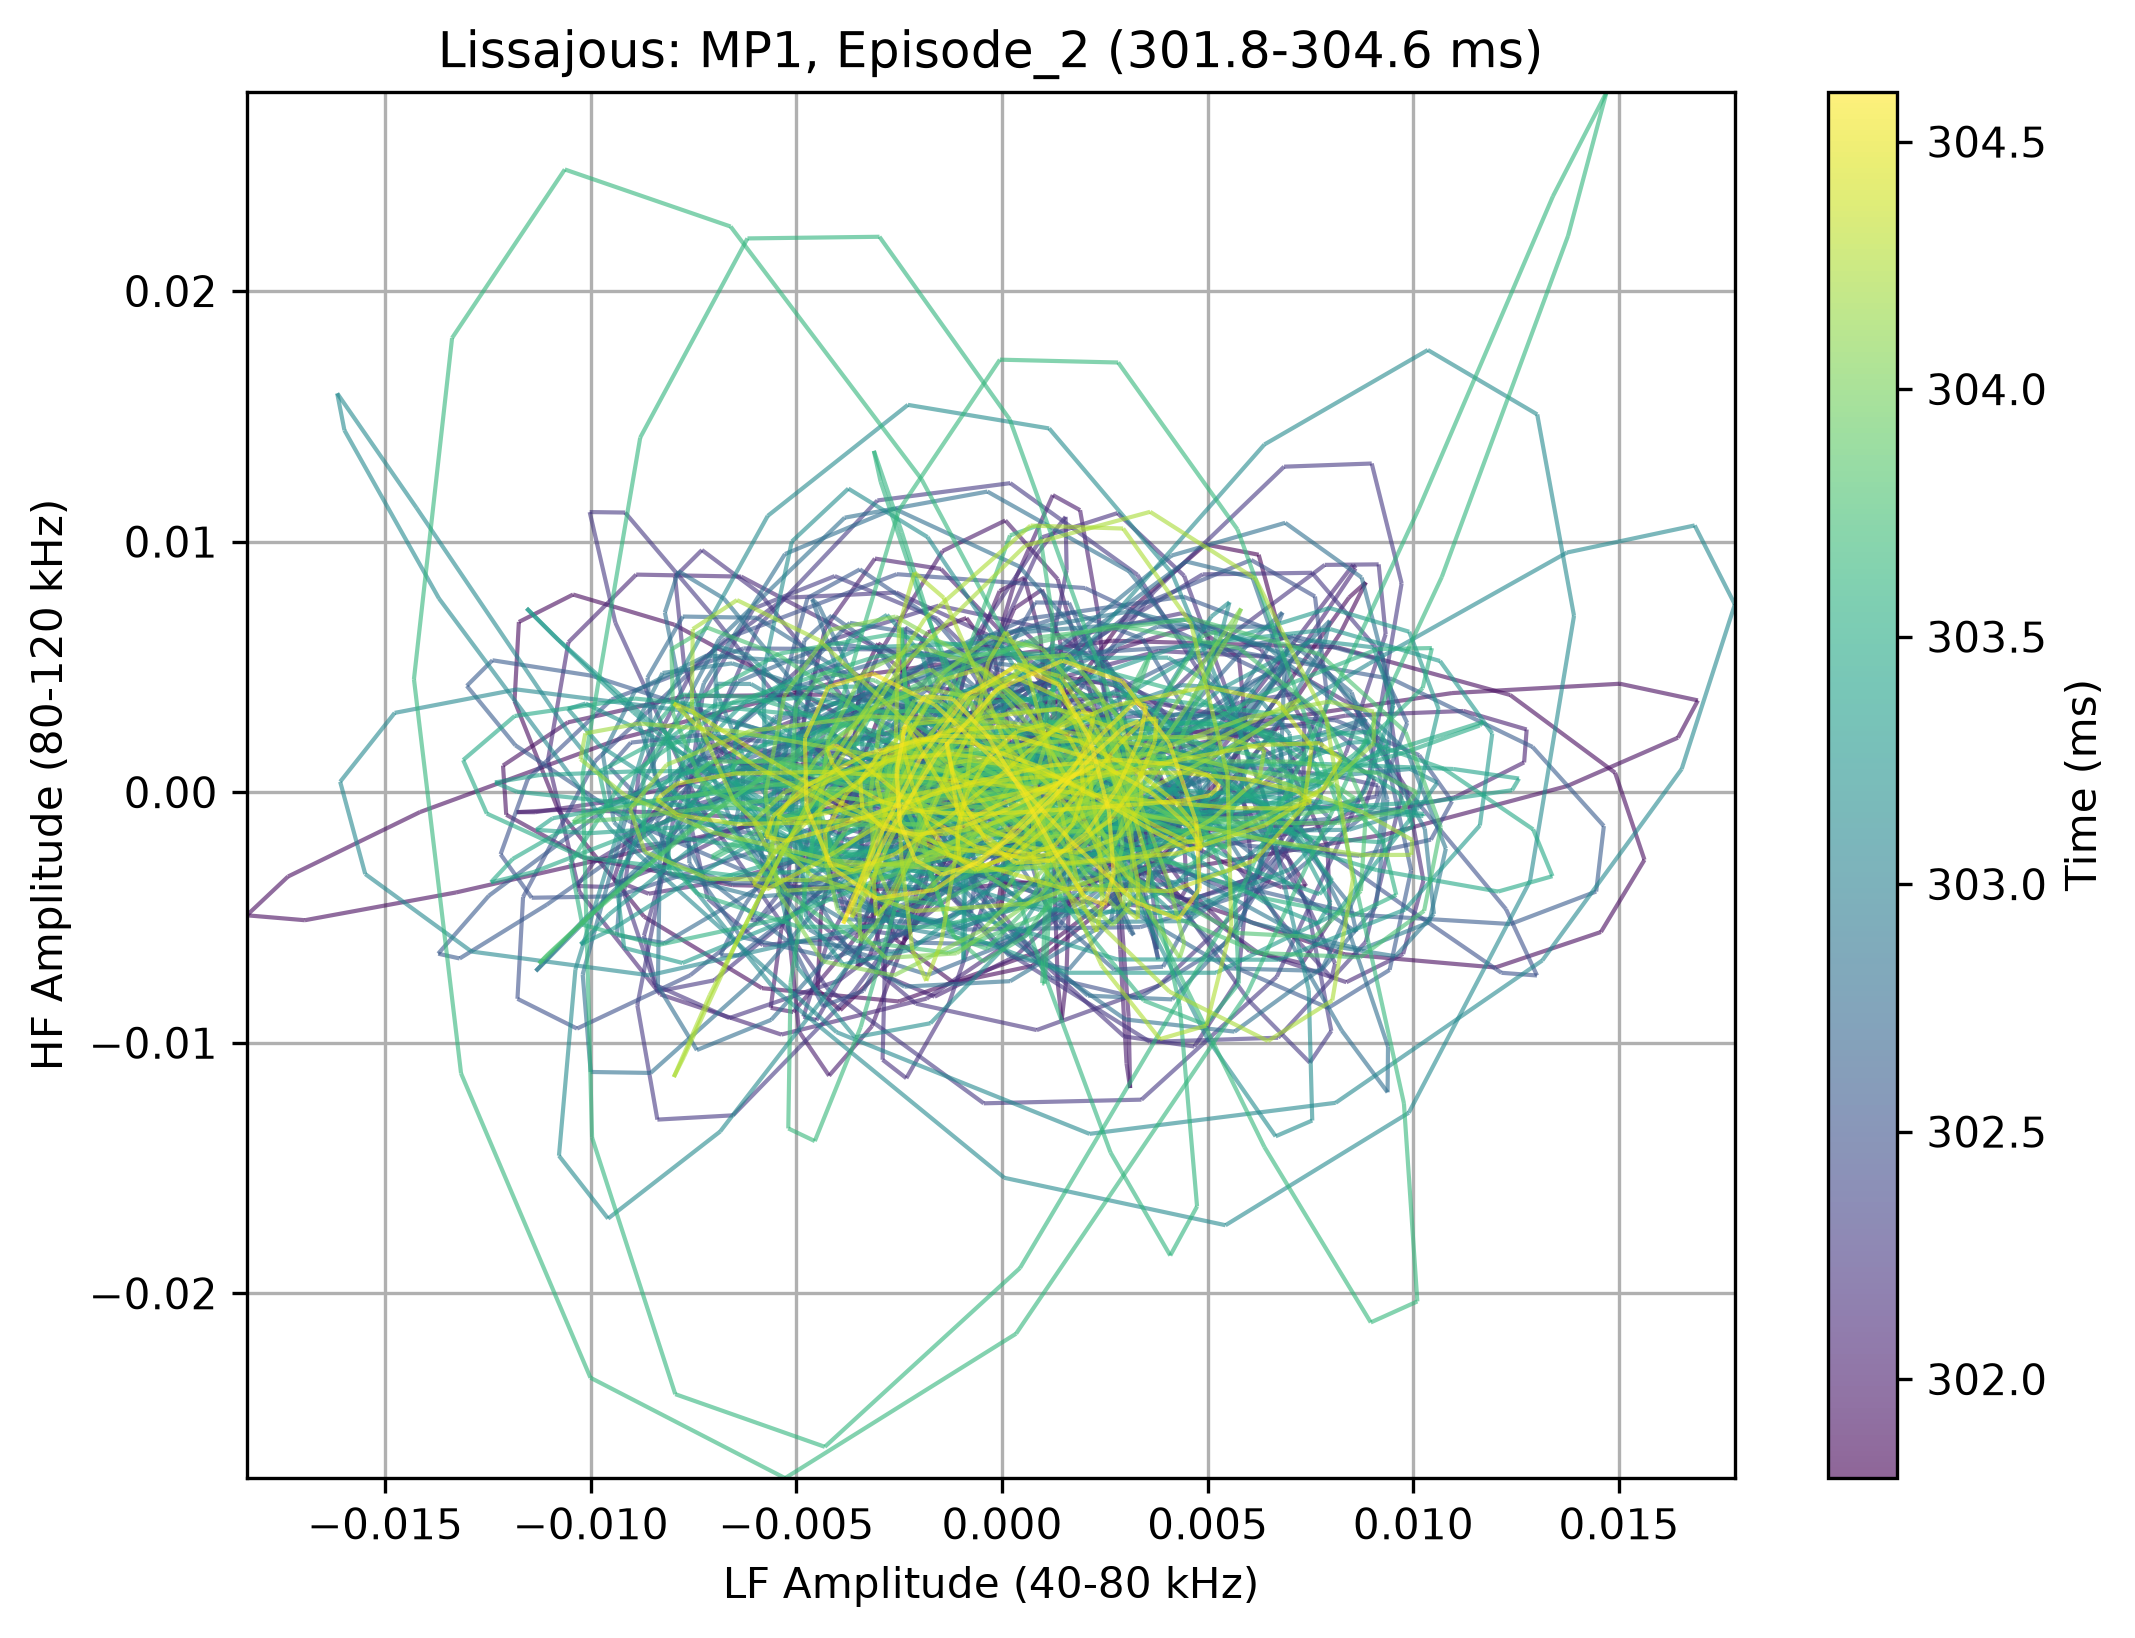 Lissajous: MP1, Episode_2 (301.8-304.6 ms)
HF Amplitude (80-120 kHz)
0.02
0.01
0.00
−0.01
−0.02
−0.015 −0.010 −0.005 0.000 0.005 0.010 0.015
LF Amplitude (40-80 kHz)
304.5
304.0
303.5
303.0
302.5
302.0
Time (ms)